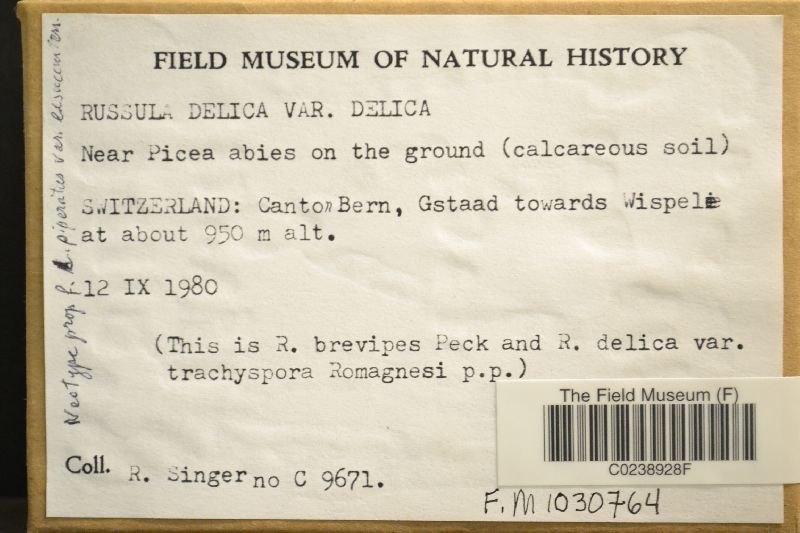 FIELD MUSEUM OF NATURAL HISTORY
RUSSULA DELICA VAR. DELICA
Near Picea abies on the ground (calcareous soil)
SWITZERLAND: Canton Bern, Gstaad towards Wispele
at about 950 m alt.
12 IX 1980
(This is R. brevipes Peck and R. delica var.
trachyspora Romagnesi p.p.)
Coll. R. Singer no C 9671.
The Field Museum (F)
C0238928F
F.M 1030764
Neotype prop f. L. piperatus var.